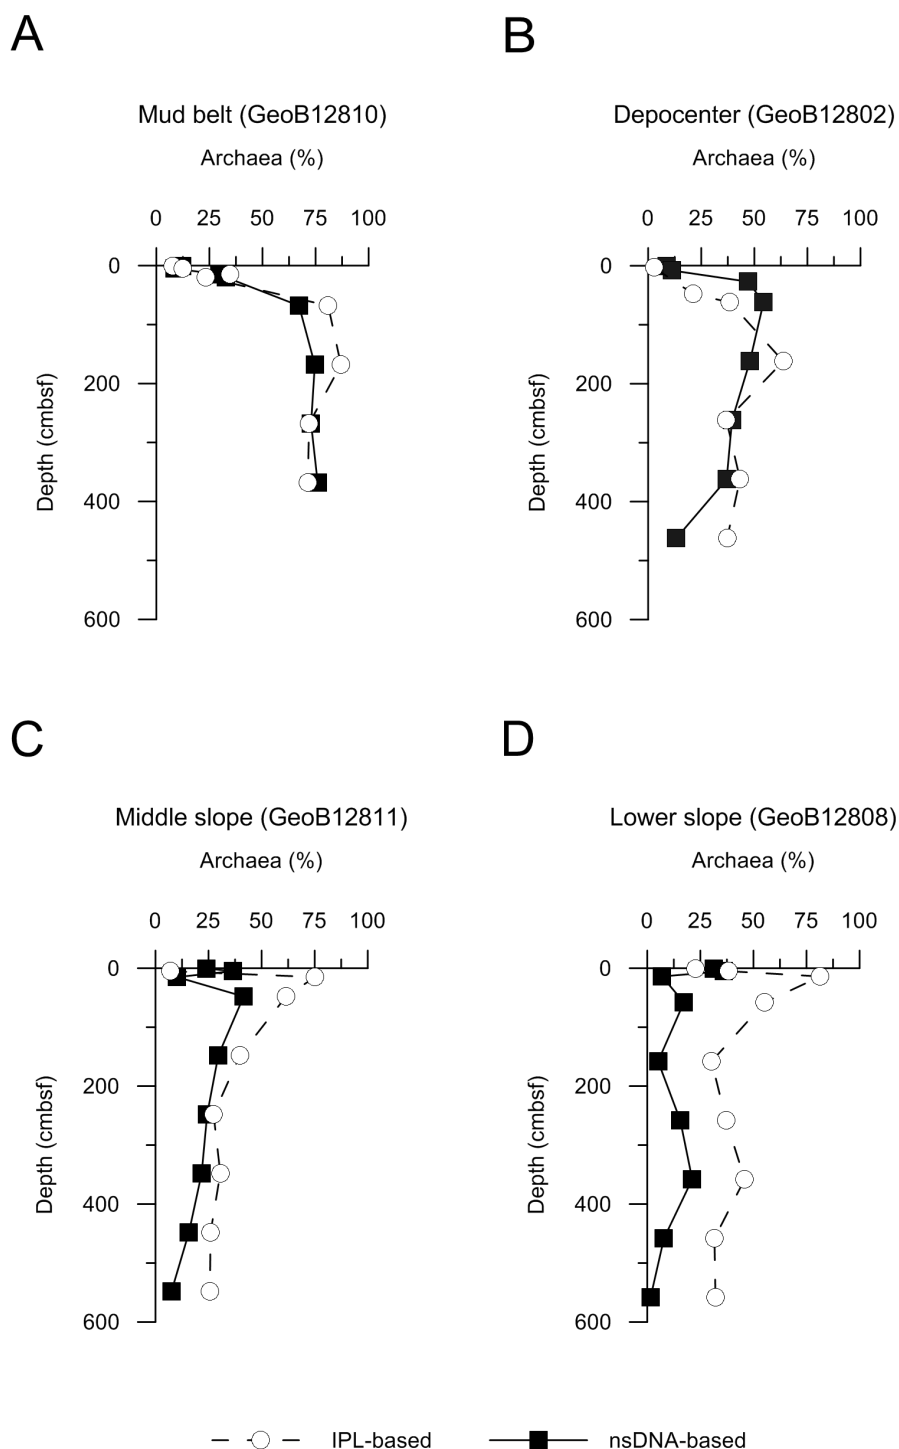 A
B
Mud belt (GeoB12810)
Depocenter (GeoB12802)
Archaea (%)
Archaea (%)
0 25 50 75 100
0 25 50 75 100
0
200
400
600
Depth (cmbsf)
0
200
400
600
Depth (cmbsf)
C
D
Middle slope (GeoB12811)
Lower slope (GeoB12808)
Archaea (%)
Archaea (%)
0 25 50 75 100
0 25 50 75 100
0
200
400
600
Depth (cmbsf)
0
200
400
600
Depth (cmbsf)
IPL-based
nsDNA-based